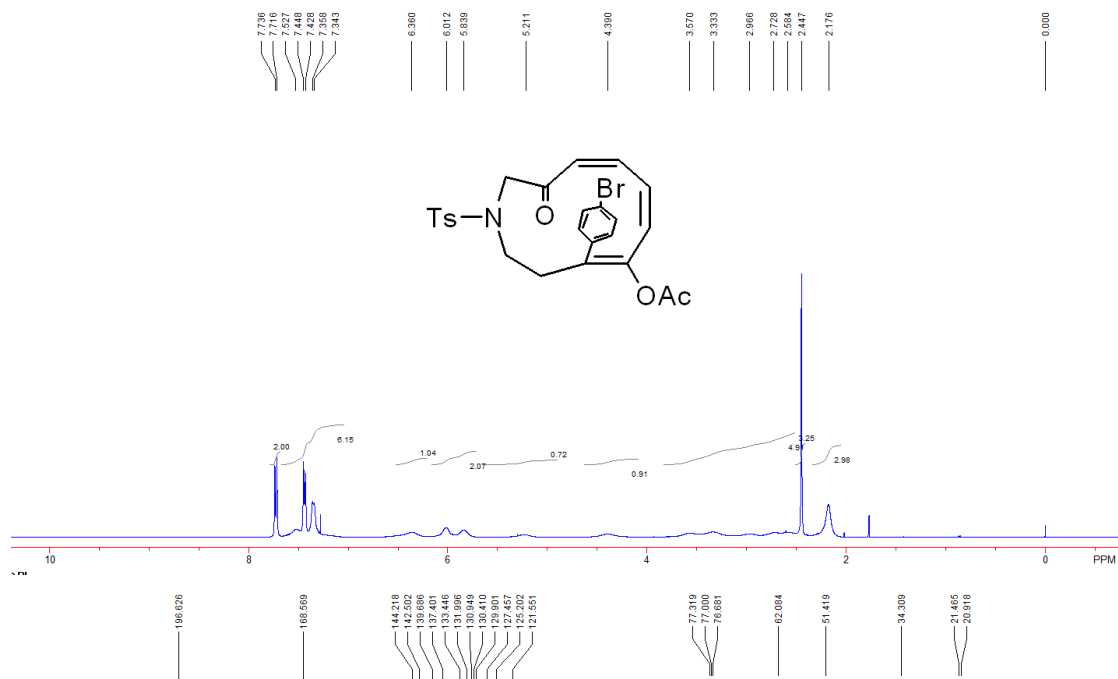 7.736 7.716 7.527 7.448 7.428 7.358 7.343 6.360 6.012 5.839 5.211 4.390 3.570 3.333 2.966 2.728 2.584 2.447 2.176 0.000
Br
Ts N O
OAc
2.00 6.15 1.04 2.07 0.72 0.91 4.91 3.25 2.98
10 8 6 4 2 0 PPM
196.626 168.569 144.218 142.502 139.686 137.401 133.446 131.996 130.949 130.410 129.901 127.457 125.202 121.551 77.319 77.000 76.681 62.084 51.419 34.309 21.465 20.918